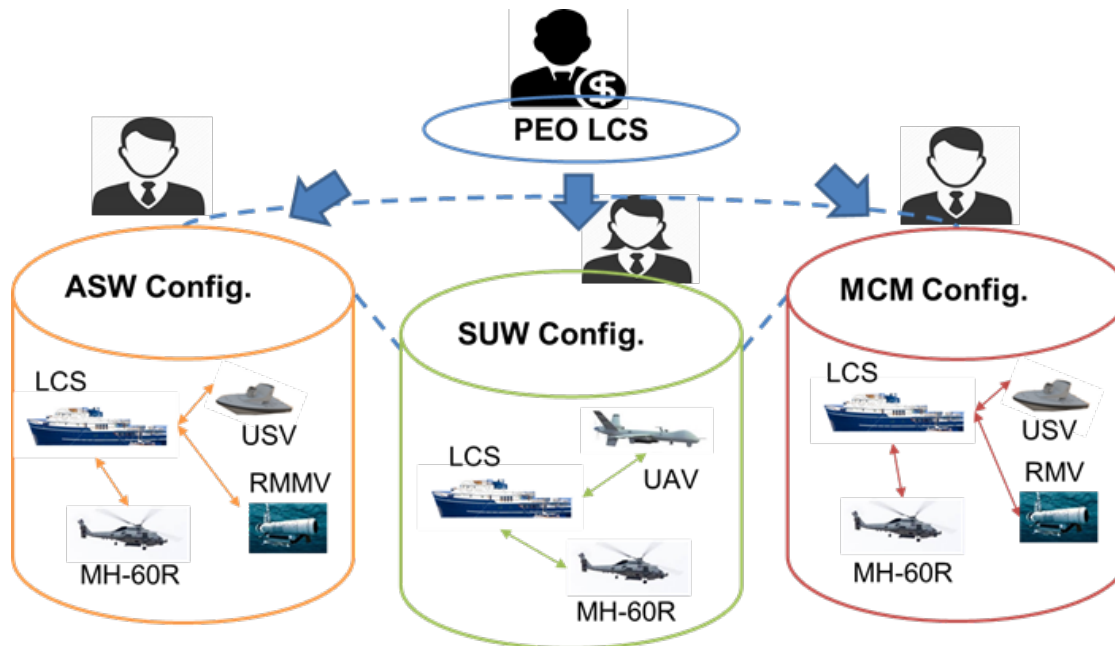 $
PEO LCS
ASW Config.
LCS
USV
RMMV
MH-60R
SUW Config.
LCS
UAV
MH-60R
MCM Config.
LCS
USV
RMV
MH-60R